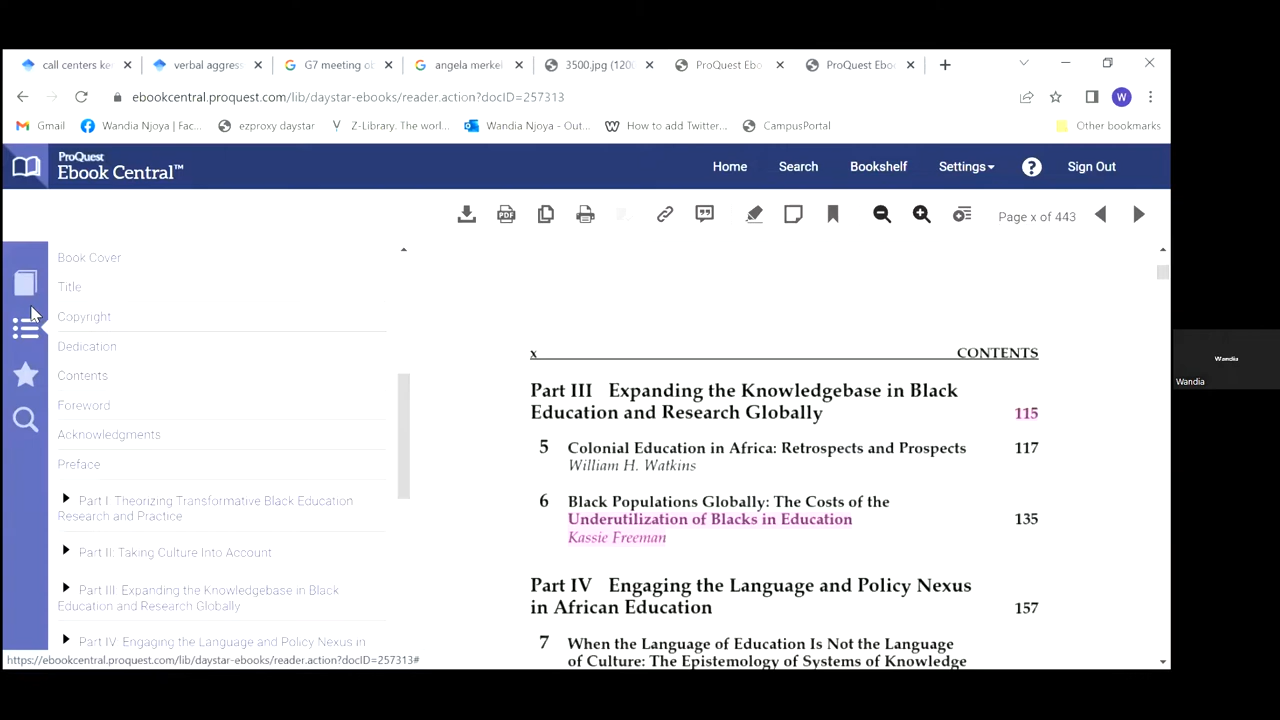 call centers ke
verbal aggres
G7 meeting ob
angela merkel
3500.jpg (120
ProQuest Eboo
ProQuest Eboo
ebookcentral.proquest.com/lib/daystar-ebooks/reader.action?docID=257313
W
Gmail
Wandia Njoya | Fac...
ezproxy daystar
Z-Library. The worl...
Wandia Njoya - Out...
How to add Twitter...
CampusPortal
Other bookmarks
ProQuest
Ebook Central™
Home
Search
Bookshelf
Settings
?
Sign Out
PDF
Page x of 443
Book Cover
Title
Copyright
Dedication
Contents
Foreword
Acknowledgments
Preface
Part I: Theorizing Transformative Black Education
Research and Practice
Part II: Taking Culture Into Account
Part III: Expanding the Knowledgebase in Black
Education and Research Globally
Part IV: Engaging the Language and Policy Nexus in
https://ebookcentral.proquest.com/lib/daystar-ebooks/reader.action?docID=257313#
x CONTENTS
Part III Expanding the Knowledgebase in Black
Education and Research Globally 115
5 Colonial Education in Africa: Retrospects and Prospects 117
William H. Watkins
6 Black Populations Globally: The Costs of the
Underutilization of Blacks in Education 135
Kassie Freeman
Part IV Engaging the Language and Policy Nexus
in African Education 157
7 When the Language of Education Is Not the Language
of Culture: The Epistemology of Systems of Knowledge
Wandia
Wandia